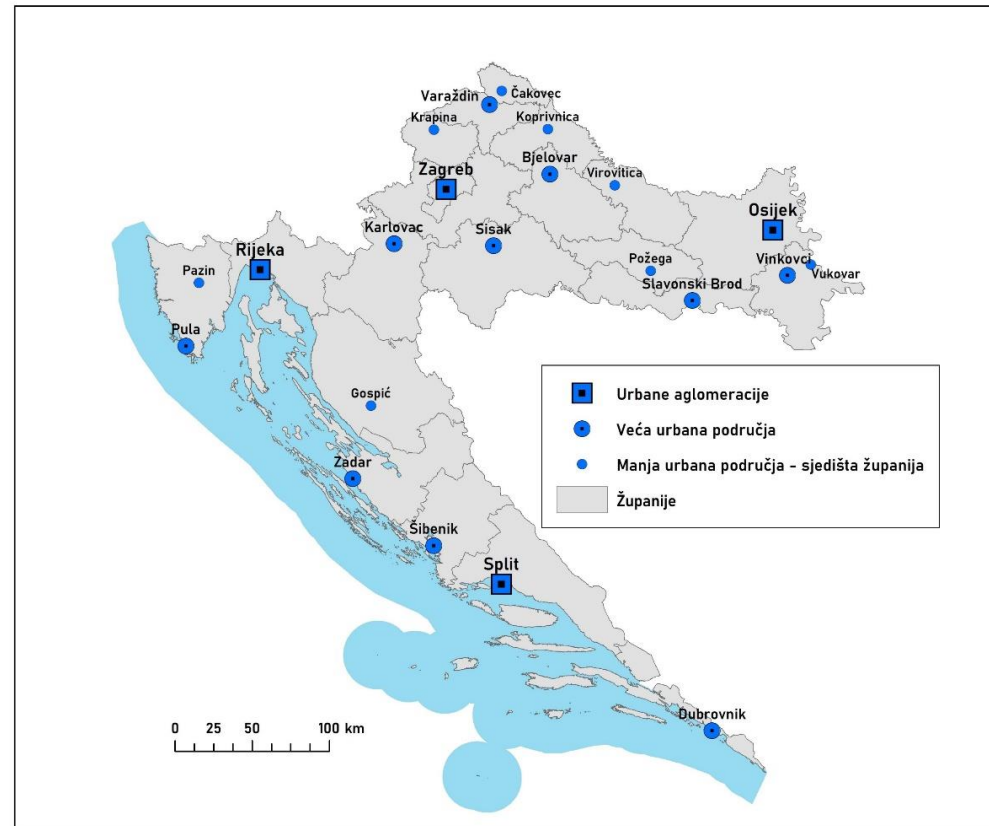 Čakovec
Varaždin
Krapina
Koprivnica
Bjelovar
Zagreb
Virovitica
Osijek
Karlovac
Sisak
Rijeka
Požega
Vinkovci
Pazin
Vukovar
Slavonski Brod
Pula
Gospić
Zadar
Šibenik
Split
Dubrovnik
Urbane aglomeracije
Veća urbana područja
Manja urbana područja - sjedišta županija
Županije
0 25 50 100 km